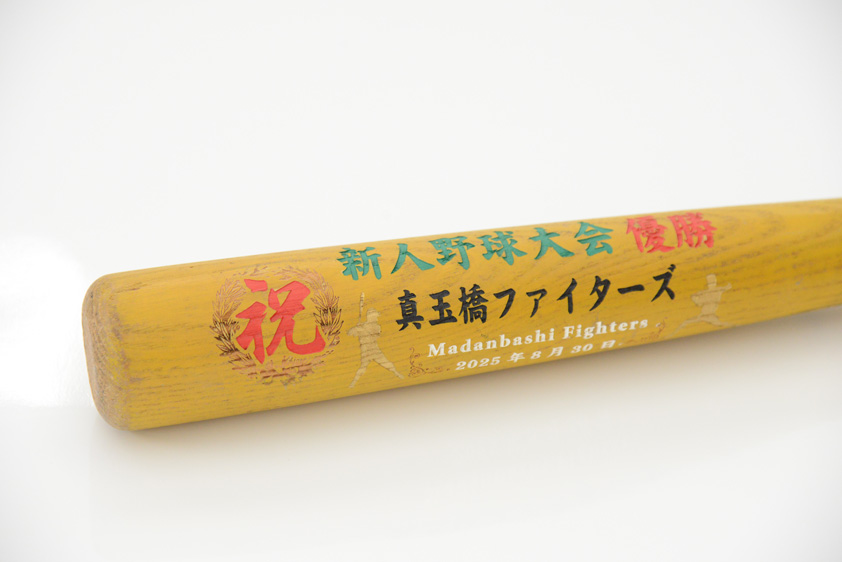 祝
新人野球大会 優勝
真玉橋ファイターズ
Madanbashi Fighters
2025年8月30日